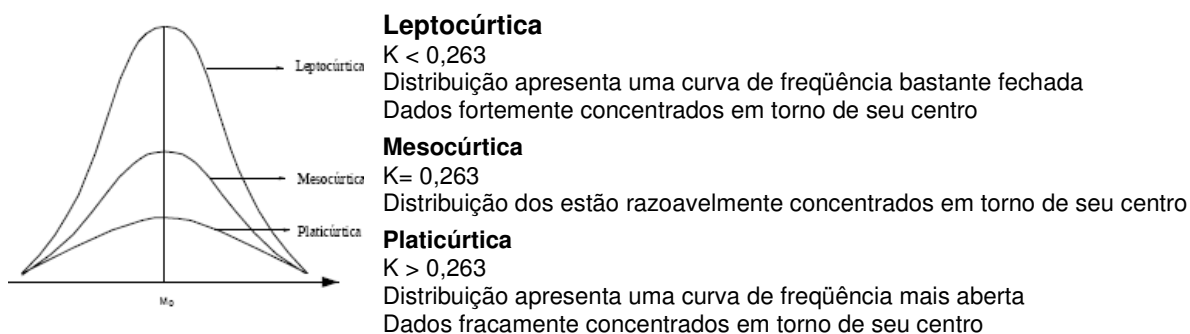 Leptocúrtica
Mesocúrtica
Platicúrtica
Mo
Leptocúrtica
K < 0,263
Distribuição apresenta uma curva de freqüência bastante fechada
Dados fortemente concentrados em torno de seu centro
Mesocúrtica
K= 0,263
Distribuição dos estão razoavelmente concentrados em torno de seu centro
Platicúrtica
K > 0,263
Distribuição apresenta uma curva de freqüência mais aberta
Dados fracamente concentrados em torno de seu centro